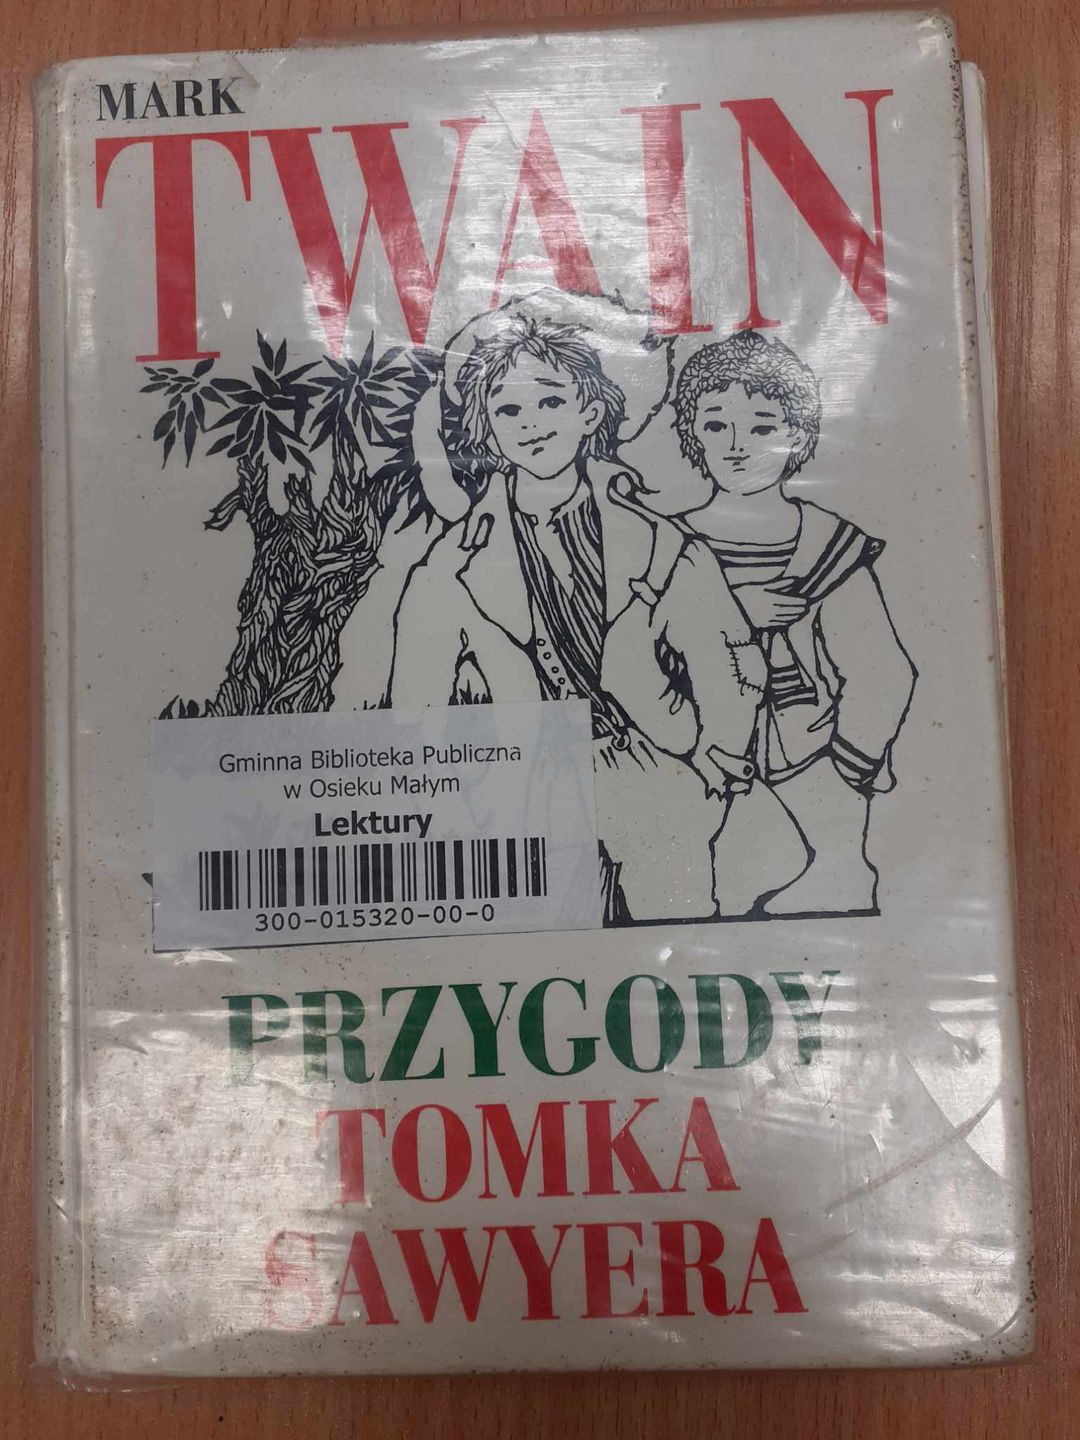 MARK
TWAIN
Gminna Biblioteka Publiczna
w Osieku Małym
Lektury
300-015320-00-0
PRZYGODY
TOMKA
SAWYERA